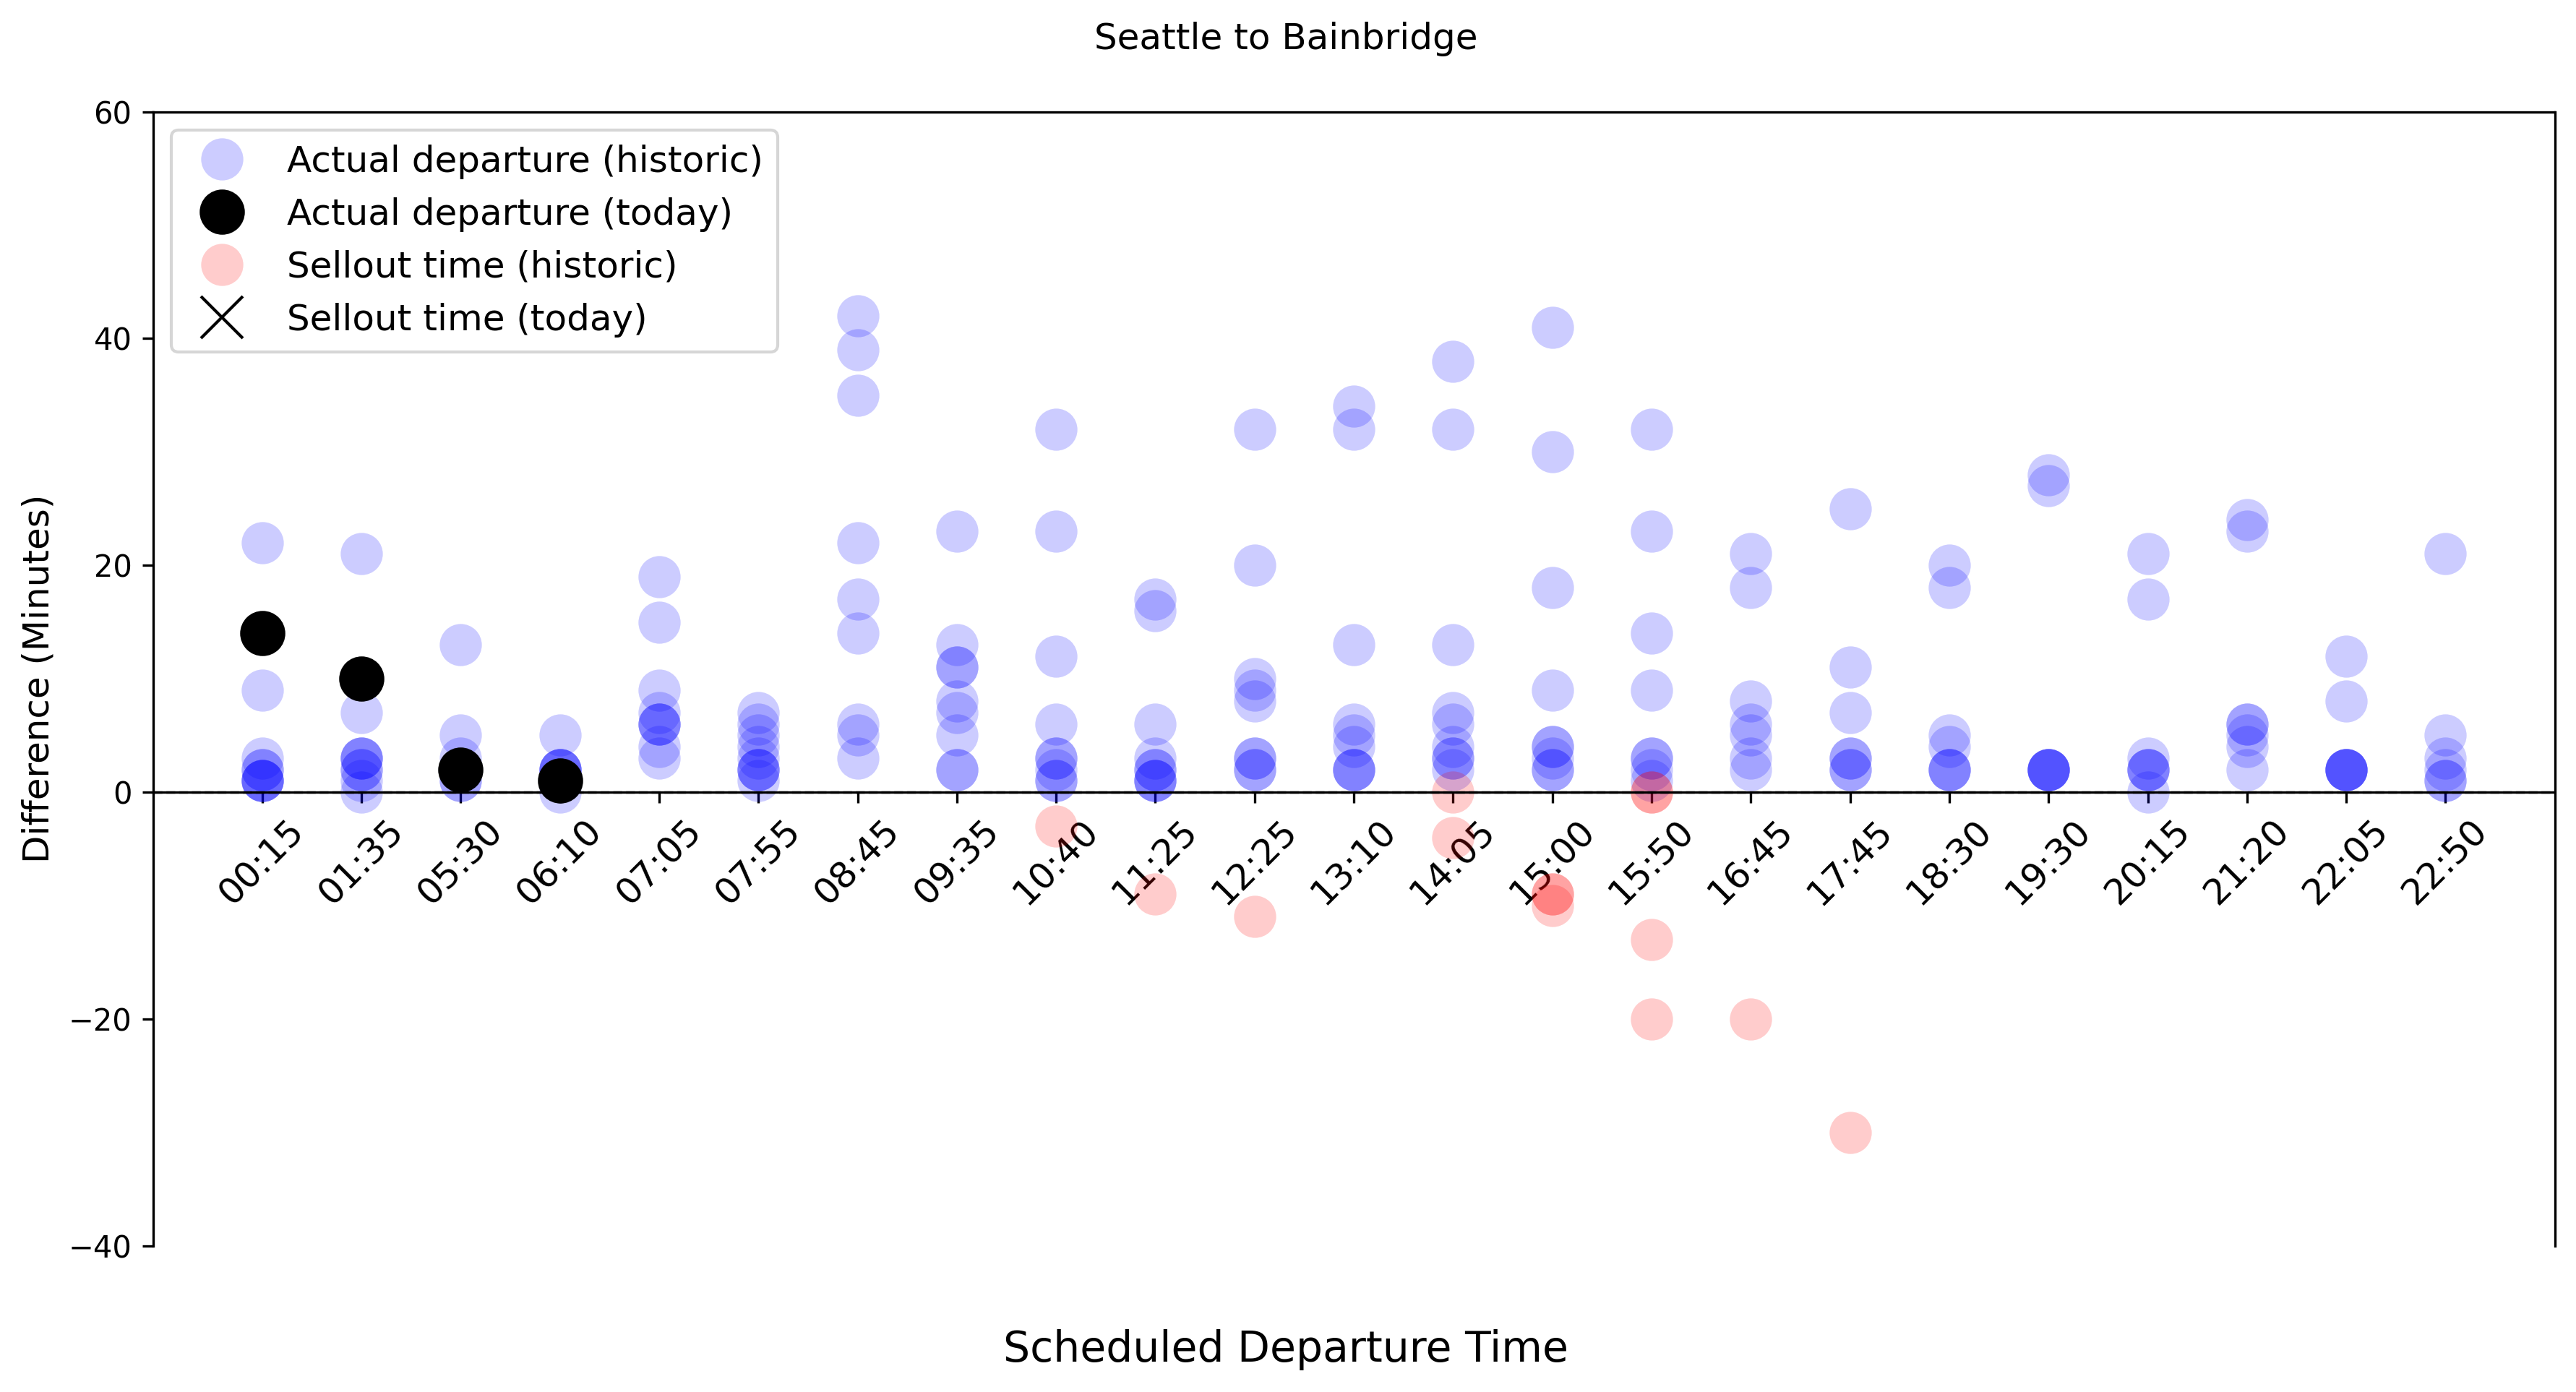 Seattle to Bainbridge
60
40
20
0
−20
−40
Difference (Minutes)
Actual departure (historic)
Actual departure (today)
Sellout time (historic)
Sellout time (today)
00:15 01:35 05:30 06:10 07:05 07:55 08:45 09:35 10:40 11:25 12:25 13:10 14:05 15:00 15:50 16:45 17:45 18:30 19:30 20:15 21:20 22:05 22:50
Scheduled Departure Time